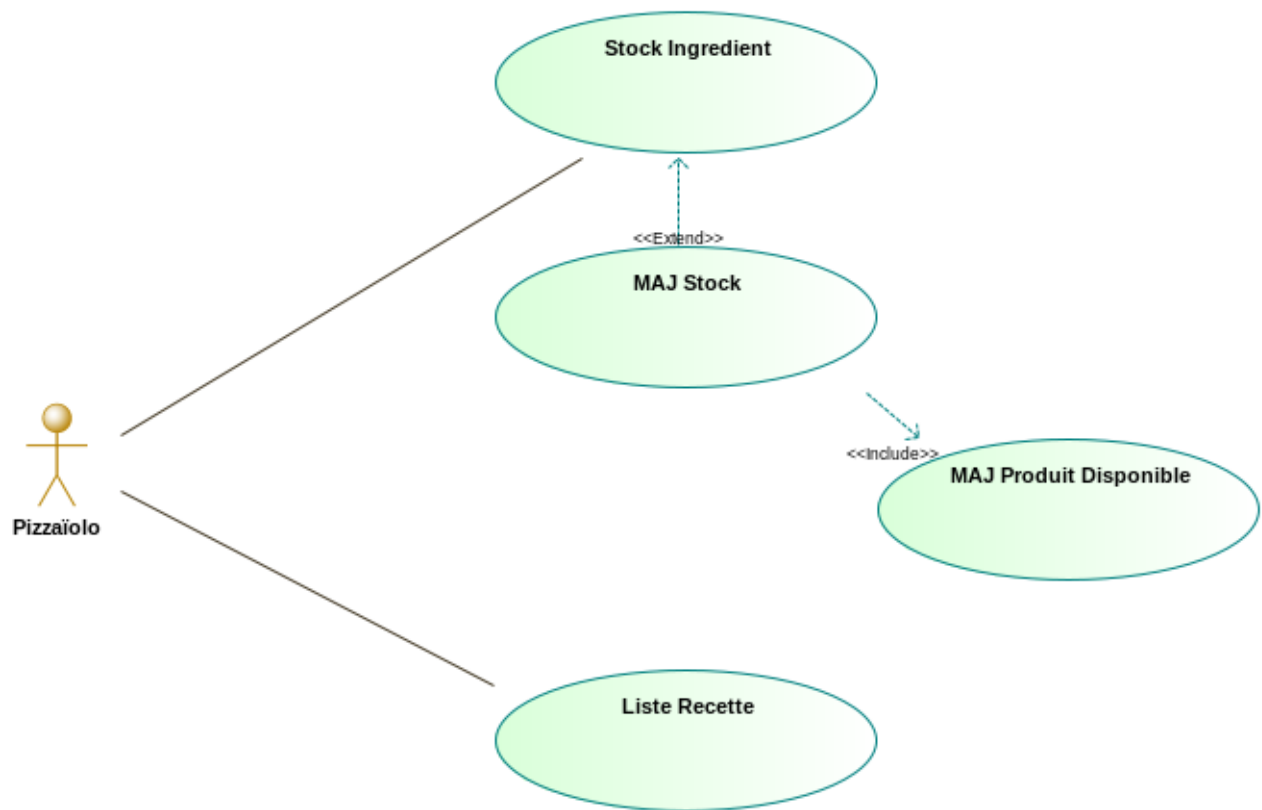 Stock Ingredient
<<Extend>>
MAJ Stock
<<Include>>
MAJ Produit Disponible
Pizzaïolo
Liste Recette